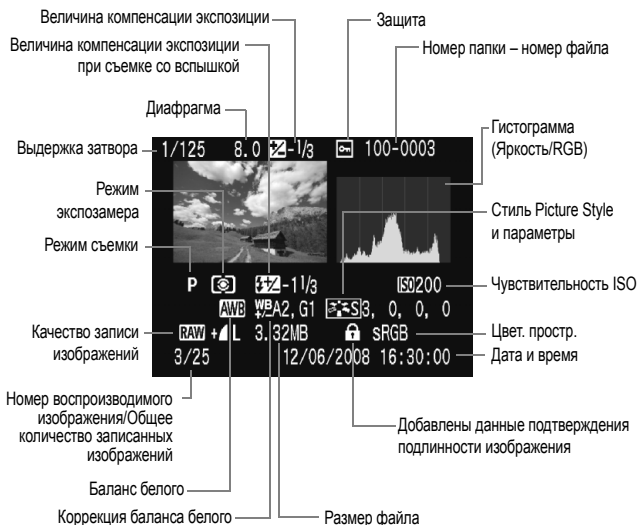 Величина компенсации экспозиции
Защита
Величина компенсации экспозиции
при съемке со вспышкой
Номер папки – номер файла
Диафрагма
Гистограмма
(Яркость/RGB)
Выдержка затвора
1/125 8.0 -1/3 100-0003
Режим
экспозамера
Стиль Picture Style
и параметры
Режим съемки
P -1 1/3 ISO 200
Чувствительность ISO
AWB WB A2, G1 S 3, 0, 0, 0
Качество записи
изображений
RAW + L 3.32MB sRGB
Цвет. простр.
3/25 12/06/2008 16:30:00
Дата и время
Номер воспроизводимого
изображения/Общее
количество записанных
изображений
Добавлены данные подтверждения
подлинности изображения
Баланс белого
Коррекция баланса белого
Размер файла